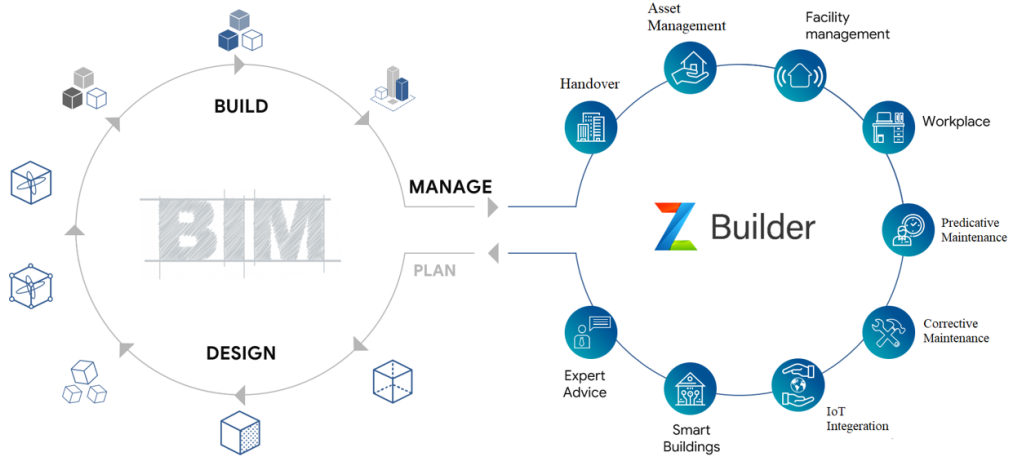 BUILD
MANAGE
BIM
PLAN
DESIGN
Asset
Management
Facility
management
Handover
Workplace
Z Builder
Predicative
Maintenance
Corrective
Maintenance
Expert
Advice
Smart
Buildings
IoT
Integeration